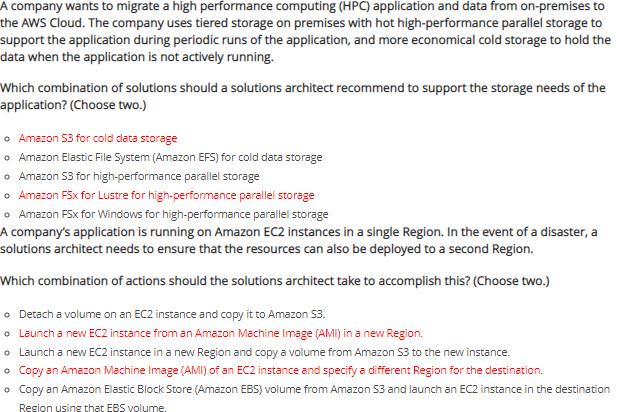 A company wants to migrate a high performance computing (HPC) application and data from on-premises to
the AWS Cloud. The company uses tiered storage on premises with hot high-performance parallel storage to
support the application during periodic runs of the application, and more economical cold storage to hold the
data when the application is not actively running.
Which combination of solutions should a solutions architect recommend to support the storage needs of the
application? (Choose two.)
Amazon S3 for cold data storage
Amazon Elastic File System (Amazon EFS) for cold data storage
Amazon S3 for high-performance parallel storage
Amazon FSx for Lustre for high-performance parallel storage
Amazon FSx for Windows for high-performance parallel storage
A company's application is running on Amazon EC2 instances in a single Region. In the event of a disaster, a
solutions architect needs to ensure that the resources can also be deployed to a second Region.
Which combination of actions should the solutions architect take to accomplish this? (Choose two.)
Detach a volume on an EC2 instance and copy it to Amazon S3.
Launch a new EC2 instance from an Amazon Machine Image (AMI) in a new Region.
Launch a new EC2 instance in a new Region and copy a volume from Amazon S3 to the new instance.
Copy an Amazon Machine Image (AMI) of an EC2 instance and specify a different Region for the destination.
Copy an Amazon Elastic Block Store (Amazon EBS) volume from Amazon S3 and launch an EC2 instance in the destination
Region using that EBS volume.